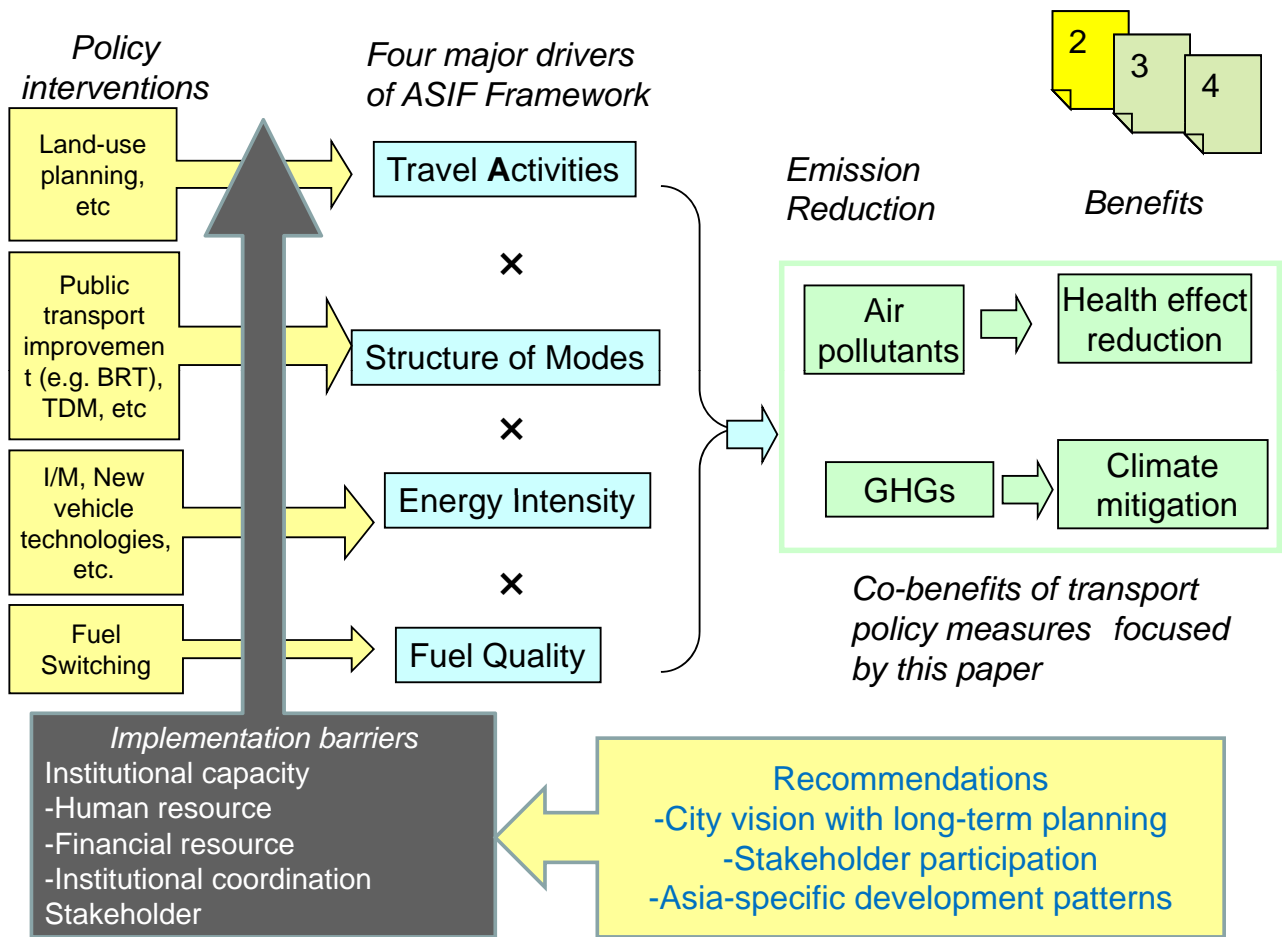 Policy
interventions
Four major drivers
of ASIF Framework
2
3
4
Land-use
planning,
etc
Travel Activities
Emission
Reduction
Benefits
×
Public
transport
improvemen
t (e.g. BRT),
TDM, etc
Structure of Modes
Air
pollutants
Health effect
reduction
×
I/M, New
vehicle
technologies,
etc.
Energy Intensity
GHGs
Climate
mitigation
×
Fuel
Switching
Fuel Quality
Co-benefits of transport
policy measures focused
by this paper
Implementation barriers
Institutional capacity
-Human resource
-Financial resource
-Institutional coordination
Stakeholder
Recommendations
-City vision with long-term planning
-Stakeholder participation
-Asia-specific development patterns